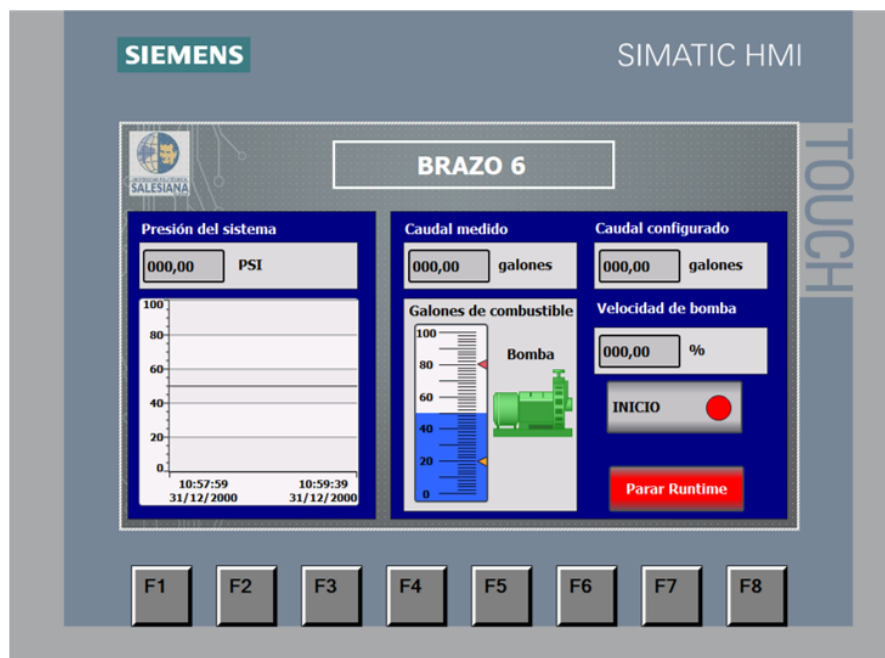 SIEMENS
SIMATIC HMI
TOUCH
SALESIANA
BRAZO 6
Presión del sistema
000,00 PSI
100
80
60
40
20
0
10:57:59
31/12/2000
10:59:39
31/12/2000
Caudal medido
000,00 galones
Galones de combustible
100
80
60
40
20
0
Bomba
Caudal configurado
000,00 galones
Velocidad de bomba
000,00 %
INICIO
Parar Runtime
F1 F2 F3 F4 F5 F6 F7 F8